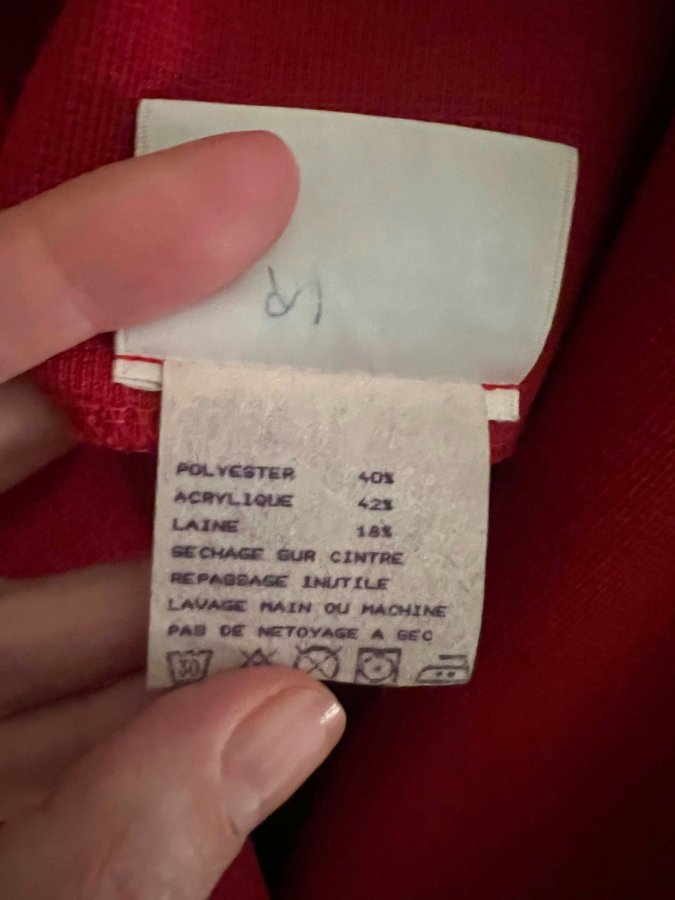 POLYESTER 40%
ACRYLIQUE 42%
LAINE 18%
SECHAGE SUR CINTRE
REPASSAGE INUTILE
LAVAGE MAIN OU MACHINE
PAS DE NETOYAGE A SEC
30